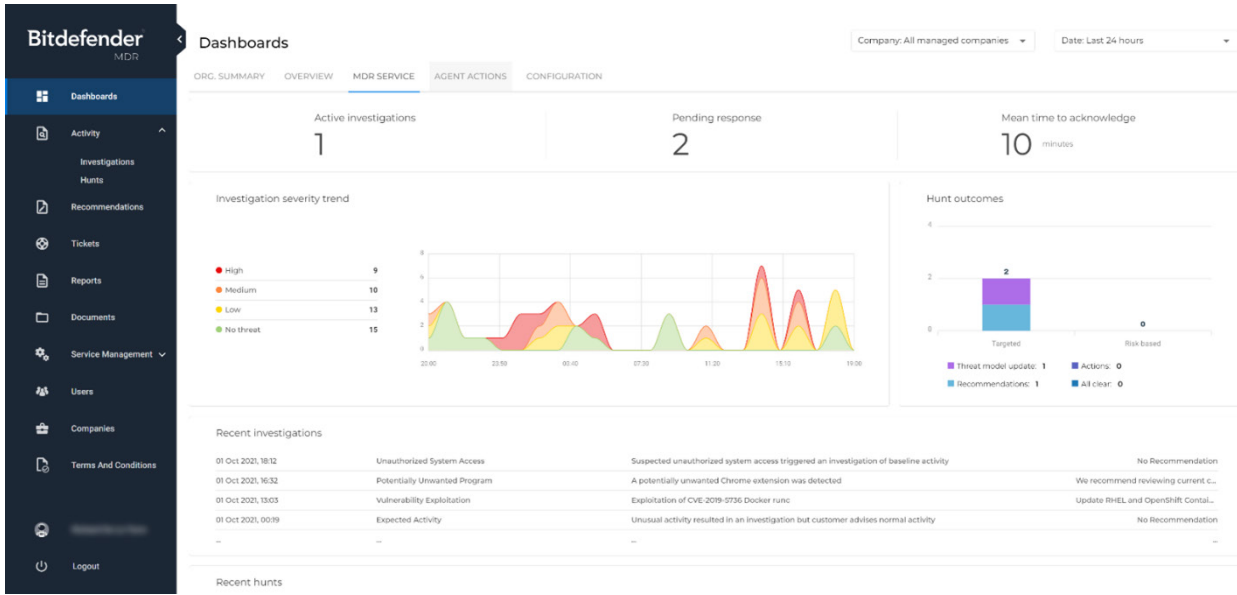 Bitdefender
MDR
Dashboards
Activity
Investigations
Hunts
Recommendations
Tickets
Reports
Documents
Service Management
Users
Companies
Terms And Conditions
Logout
Dashboards
Company: All managed companies
Date: Last 24 hours
ORG. SUMMARY OVERVIEW MDR SERVICE AGENT ACTIONS CONFIGURATION
Active investigations
1
Pending response
2
Mean time to acknowledge
10 minutes
Investigation severity trend
High 9
Medium 10
Low 13
No threat 15
8
6
4
2
0
20:00 23:50 03:40 07:30 11:20 15:10 19:00
Hunt outcomes
4
2
0
2
0
Targeted Risk-based
Threat model update: 1 Actions: 0
Recommendations: 1 All clear: 0
Recent investigations
01 Oct 2021, 18:12 Unauthorized System Access Suspected unauthorized system access triggered an investigation of baseline activity No Recommendation
01 Oct 2021, 16:32 Potentially Unwanted Program A potentially unwanted Chrome extension was detected We recommend reviewing current c...
01 Oct 2021, 13:03 Vulnerability Exploitation Exploitation of CVE-2019-5736 Docker runc Update RHEL and OpenShift Contai...
01 Oct 2021, 00:19 Expected Activity Unusual activity resulted in an investigation but customer advises normal activity No Recommendation
... ... ... ...
Recent hunts